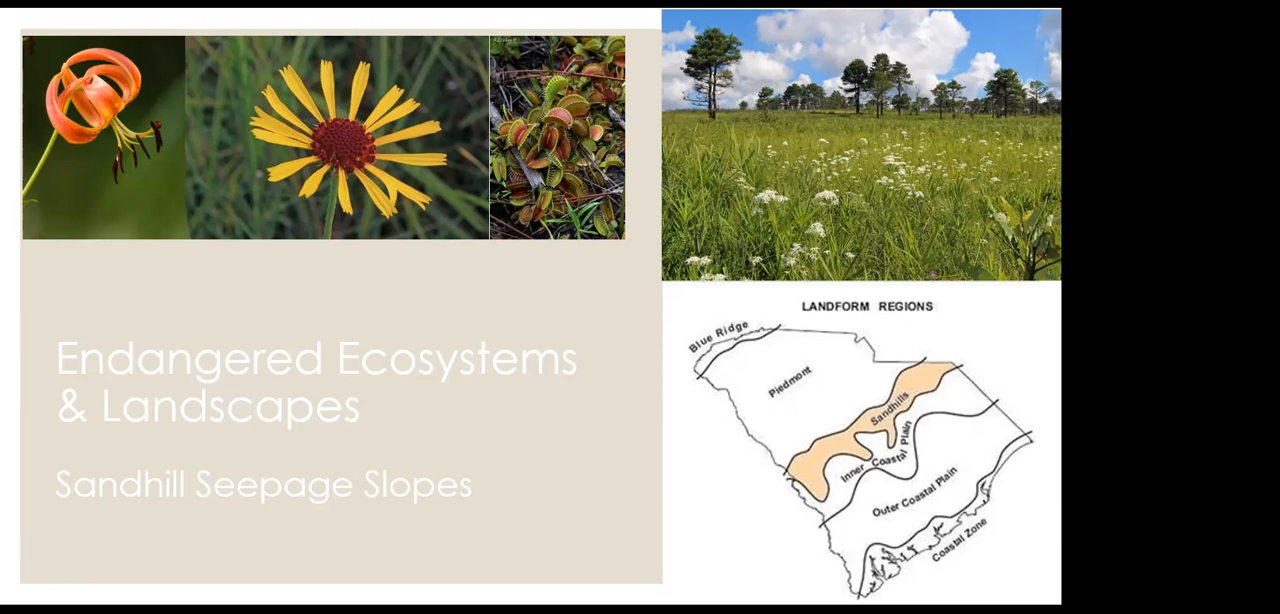 Endangered Ecosystems
& Landscapes
Sandhill Seepage Slopes
LANDFORM REGIONS
Blue Ridge
Piedmont
Sandhills
Inner Coastal Plain
Outer Coastal Plain
Coastal Zone